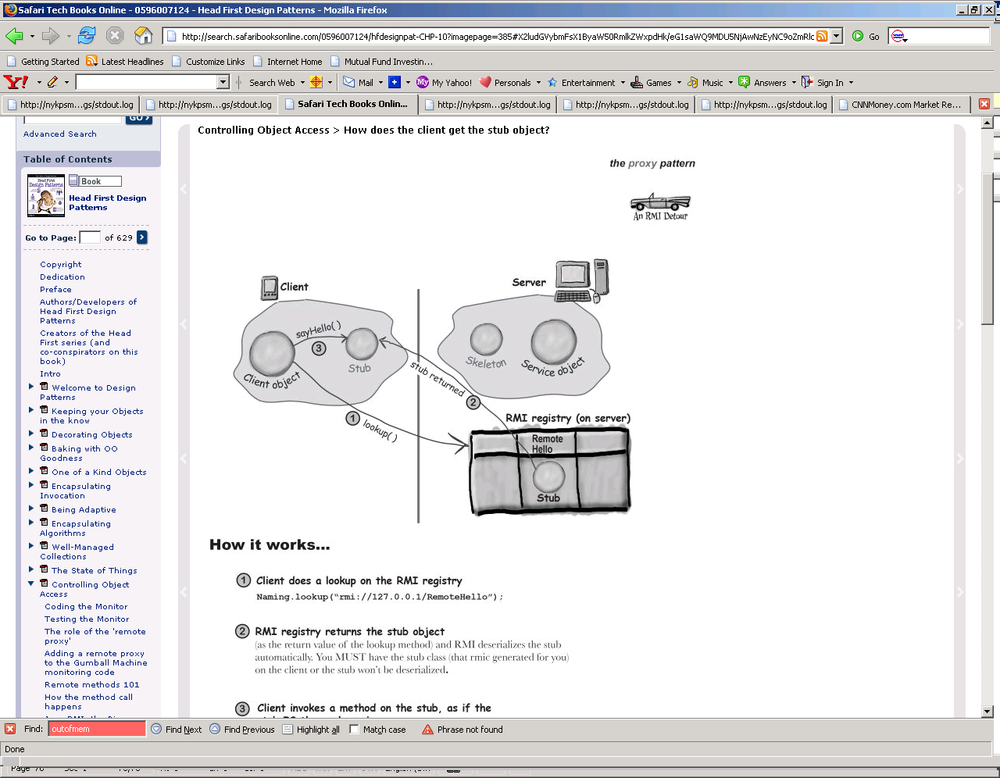 Safari Tech Books Online - 0596007124 - Head First Design Patterns - Mozilla Firefox
http://search.safaribooksonline.com/0596007124/hfdesignpat-CHP-10?imagepage=385#X2ludGVybmFsX1ByaW50RmlkZWxpdHk/eG1saWQ9MDU5NjAwNzEyNC9oZmRlc
Go
Getting Started Latest Headlines Customize Links Internet Home Mutual Fund Investin...
Y! Search Web Mail My Yahoo! Personals Entertainment Games Music Answers Sign In
http://nykpsm...gs/stdout.log http://nykpsm...gs/stdout.log Safari Tech Books Onlin... http://nykpsm...gs/stdout.log http://nykpsm...gs/stdout.log http://nykpsm...gs/stdout.log CNNMoney.com Market Re...
GO
Advanced Search
Table of Contents
Book
Head First Design
Patterns
Go to Page: of 629
Copyright
Dedication
Preface
Authors/Developers of
Head First Design
Patterns
Creators of the Head
First series (and
co-conspirators on this
book)
Intro
Welcome to Design
Patterns
Keeping your Objects
in the know
Decorating Objects
Baking with OO
Goodness
One of a Kind Objects
Encapsulating
Invocation
Being Adaptive
Encapsulating
Algorithms
Well-Managed
Collections
The State of Things
Controlling Object
Access
Coding the Monitor
Testing the Monitor
The role of the 'remote
proxy'
Adding a remote proxy
to the Gumball Machine
monitoring code
Remote methods 101
How the method call
happens
Controlling Object Access > How does the client get the stub object?
the proxy pattern
An RMI Detour
Client
Server
sayHello()
3
Stub
Client object
Skeleton
Service object
stub returned
2
1
lookup()
RMI registry (on server)
Remote
Hello
Stub
How it works...
1 Client does a lookup on the RMI registry
Naming.lookup("rmi://127.0.0.1/RemoteHello");
2 RMI registry returns the stub object
(as the return value of the lookup method) and RMI deserializes the stub
automatically. You MUST have the stub class (that rmic generated for you)
on the client or the stub won't be deserialized.
3 Client invokes a method on the stub, as if the
Find: outofmem Find Next Find Previous Highlight all Match case Phrase not found
Done